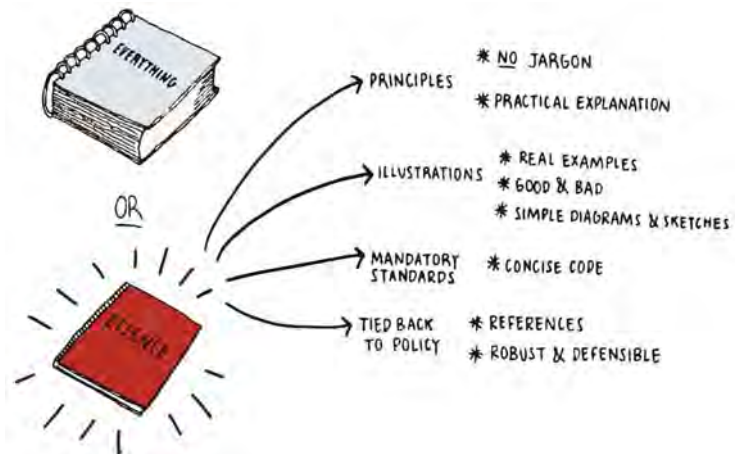 EVERYTHING
OR
PRINCIPLES
* NO JARGON
* PRACTICAL EXPLANATION
ILLUSTRATIONS
* REAL EXAMPLES
* GOOD & BAD
* SIMPLE DIAGRAMS & SKETCHES
MANDATORY
STANDARDS
* CONCISE CODE
TIED BACK
TO POLICY
* REFERENCES
* ROBUST & DEFENSIBLE